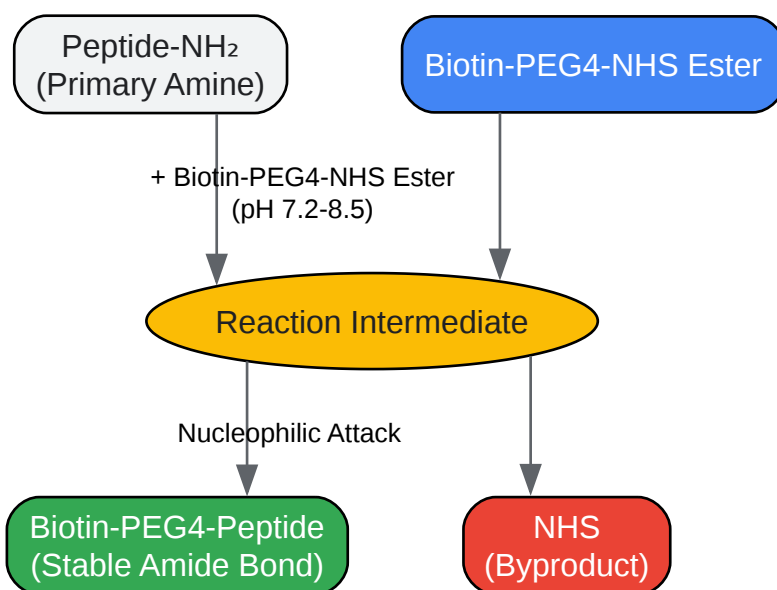 Peptide-NH₂
(Primary Amine)
Biotin-PEG4-NHS Ester
+ Biotin-PEG4-NHS Ester
(pH 7.2-8.5)
Reaction Intermediate
Nucleophilic Attack
Biotin-PEG4-Peptide
(Stable Amide Bond)
NHS
(Byproduct)